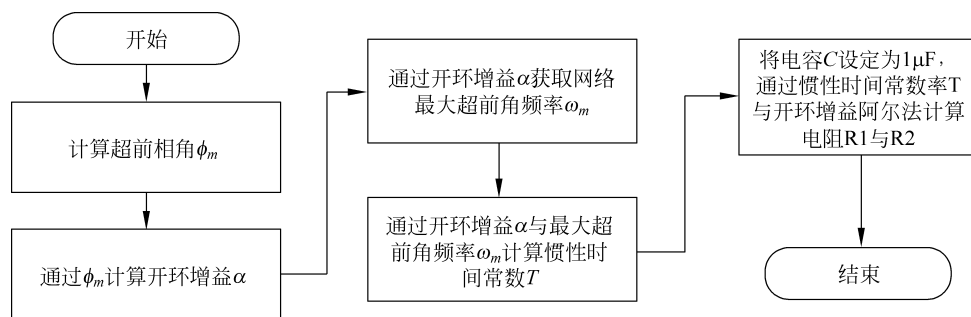 开始
计算超前相角ϕm
通过ϕm计算开环增益α
通过开环增益α获取网络
最大超前角频率ωm
通过开环增益α与最大超
前角频率ωm计算惯性时
间常数T
将电容C设定为1μF，
通过惯性时间常数率T
与开环增益阿尔法计算
电阻R1与R2
结束